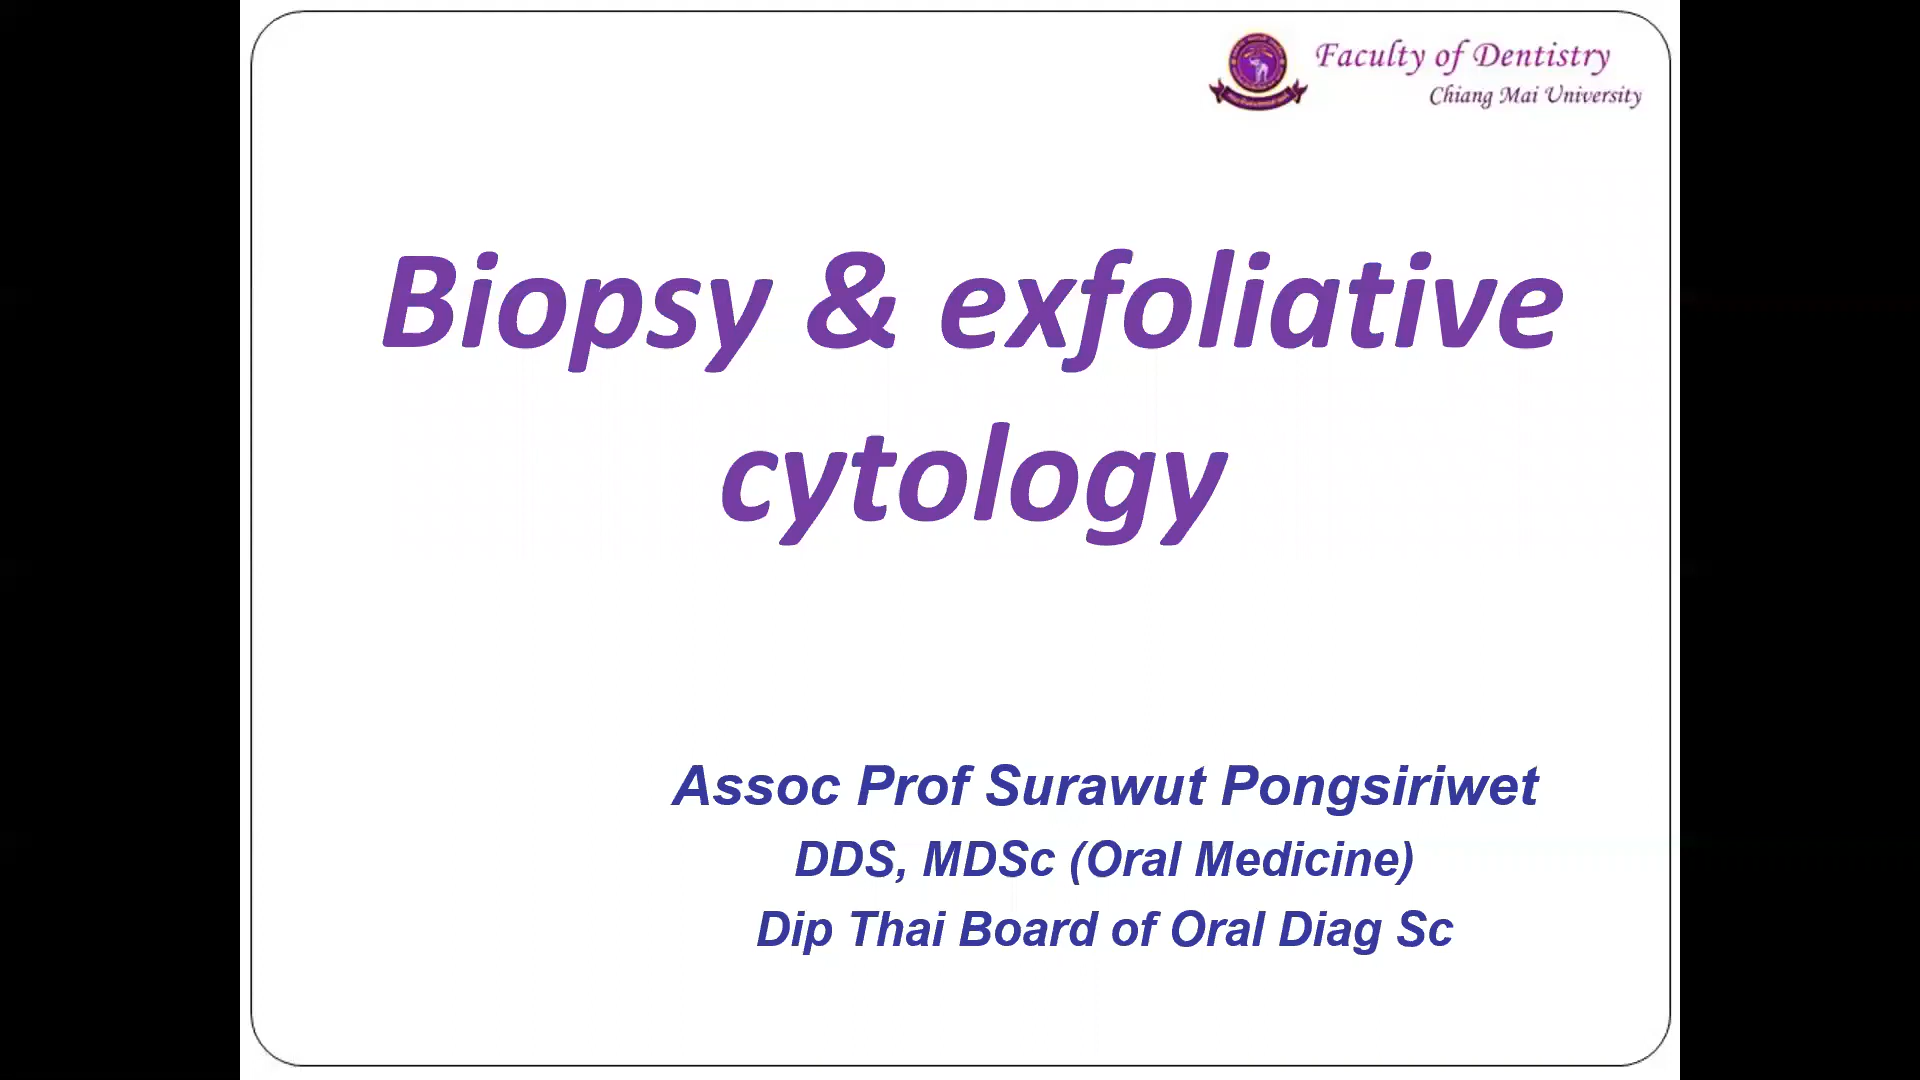 Faculty of Dentistry
Chiang Mai University
Biopsy & exfoliative
cytology
Assoc Prof Surawut Pongsiriwet
DDS, MDSc (Oral Medicine)
Dip Thai Board of Oral Diag Sc